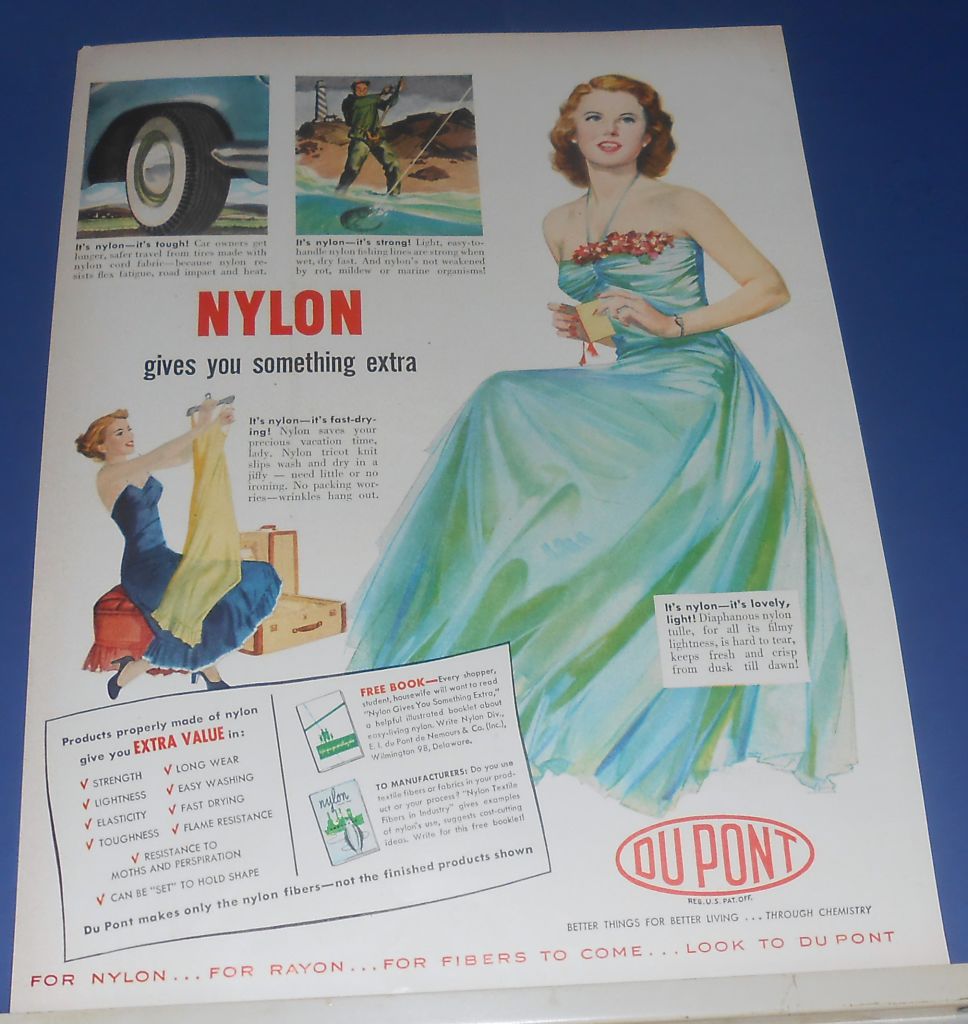 It's nylon—it's tough! Car owners get
longer, safer travel from tires made with
nylon cord fabric—because nylon re-
sists flex fatigue, road impact and heat.
It's nylon—it's strong! Light, easy-to-
handle nylon fishing lines are strong when
wet, dry fast. And nylon's not weakened
by rot, mildew or marine organisms!
NYLON
gives you something extra
It's nylon—it's fast-dry-
ing! Nylon saves your
precious vacation time,
lady. Nylon tricot knit
slips wash and dry in a
jiffy — need little or no
ironing. No packing wor-
ries—wrinkles hang out.
It's nylon—it's lovely,
light! Diaphanous nylon
tulle, for all its filmy
lightness, is hard to tear,
keeps fresh and crisp
from dusk till dawn!
Products properly made of nylon
give you EXTRA VALUE in:
✓ STRENGTH
✓ LIGHTNESS
✓ ELASTICITY
✓ TOUGHNESS
✓ LONG WEAR
✓ EASY WASHING
✓ FAST DRYING
✓ FLAME RESISTANCE
✓ RESISTANCE TO
MOTHS AND PERSPIRATION
✓ CAN BE "SET" TO HOLD SHAPE
FREE BOOK—Every shopper,
student, housewife will want to read
"Nylon Gives You Something Extra,"
a helpful illustrated booklet about
easy-living nylon. Write Nylon Div.,
E. I. du Pont de Nemours & Co. (Inc.),
Wilmington 98, Delaware.
nylon
TO MANUFACTURERS: Do you use
textile fibers or fabrics in your prod-
uct or your process? "Nylon Textile
Fibers in Industry" gives examples
of nylon's use, suggests cost-cutting
ideas. Write for this free booklet!
Du Pont makes only the nylon fibers—not the finished products shown
DU PONT
REG. U.S. PAT. OFF.
BETTER THINGS FOR BETTER LIVING ... THROUGH CHEMISTRY
FOR NYLON... FOR RAYON... FOR FIBERS TO COME... LOOK TO DU PONT